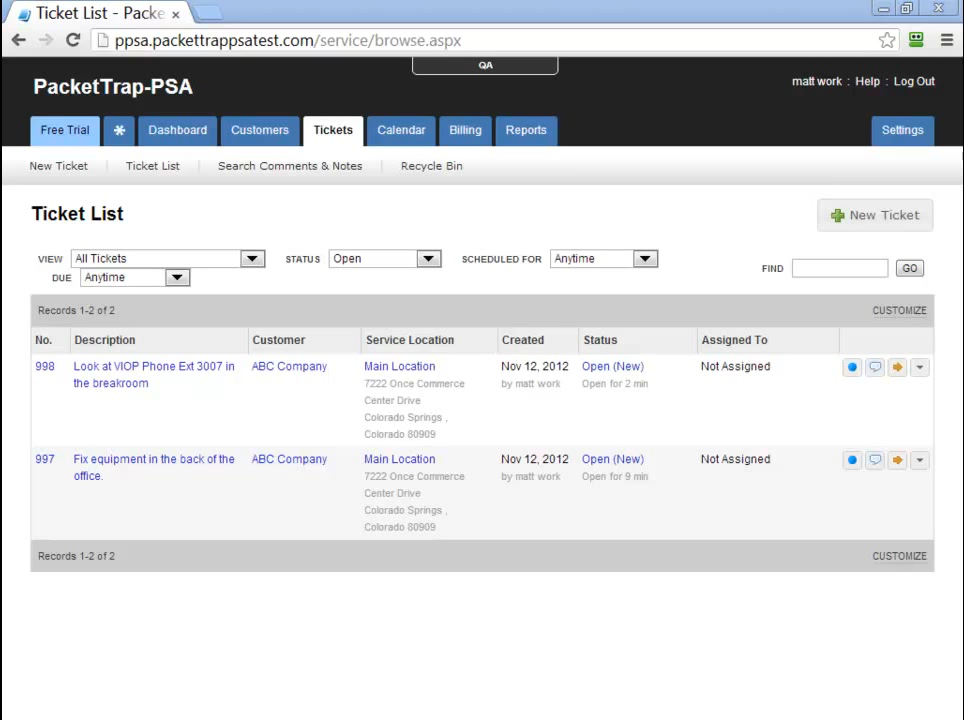 Ticket List - Packe
ppsa.packettrappsatest.com/service/browse.aspx
QA
PacketTrap-PSA
matt work : Help : Log Out
Free Trial * Dashboard Customers Tickets Calendar Billing Reports Settings
New Ticket Ticket List Search Comments & Notes Recycle Bin
Ticket List
New Ticket
VIEW All Tickets STATUS Open SCHEDULED FOR Anytime
DUE Anytime
FIND GO
Records 1-2 of 2 CUSTOMIZE
No. Description Customer Service Location Created Status Assigned To
998 Look at VIOP Phone Ext 3007 in ABC Company Main Location Nov 12, 2012 Open (New) Not Assigned
the breakroom 7222 Once Commerce by matt work Open for 2 min
Center Drive
Colorado Springs ,
Colorado 80909
997 Fix equipment in the back of the ABC Company Main Location Nov 12, 2012 Open (New) Not Assigned
office. 7222 Once Commerce by matt work Open for 9 min
Center Drive
Colorado Springs ,
Colorado 80909
Records 1-2 of 2 CUSTOMIZE